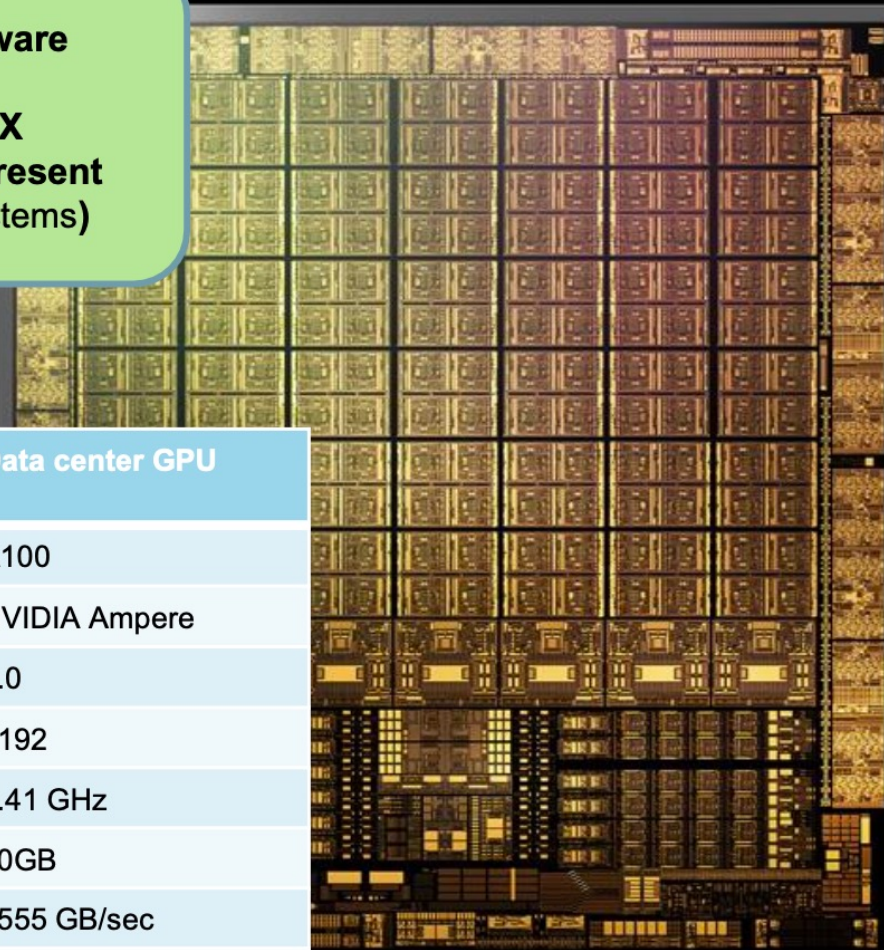 ware
X
resent
tems)
ata center GPU
100
VIDIA Ampere
.0
192
.41 GHz
0GB
555 GB/sec